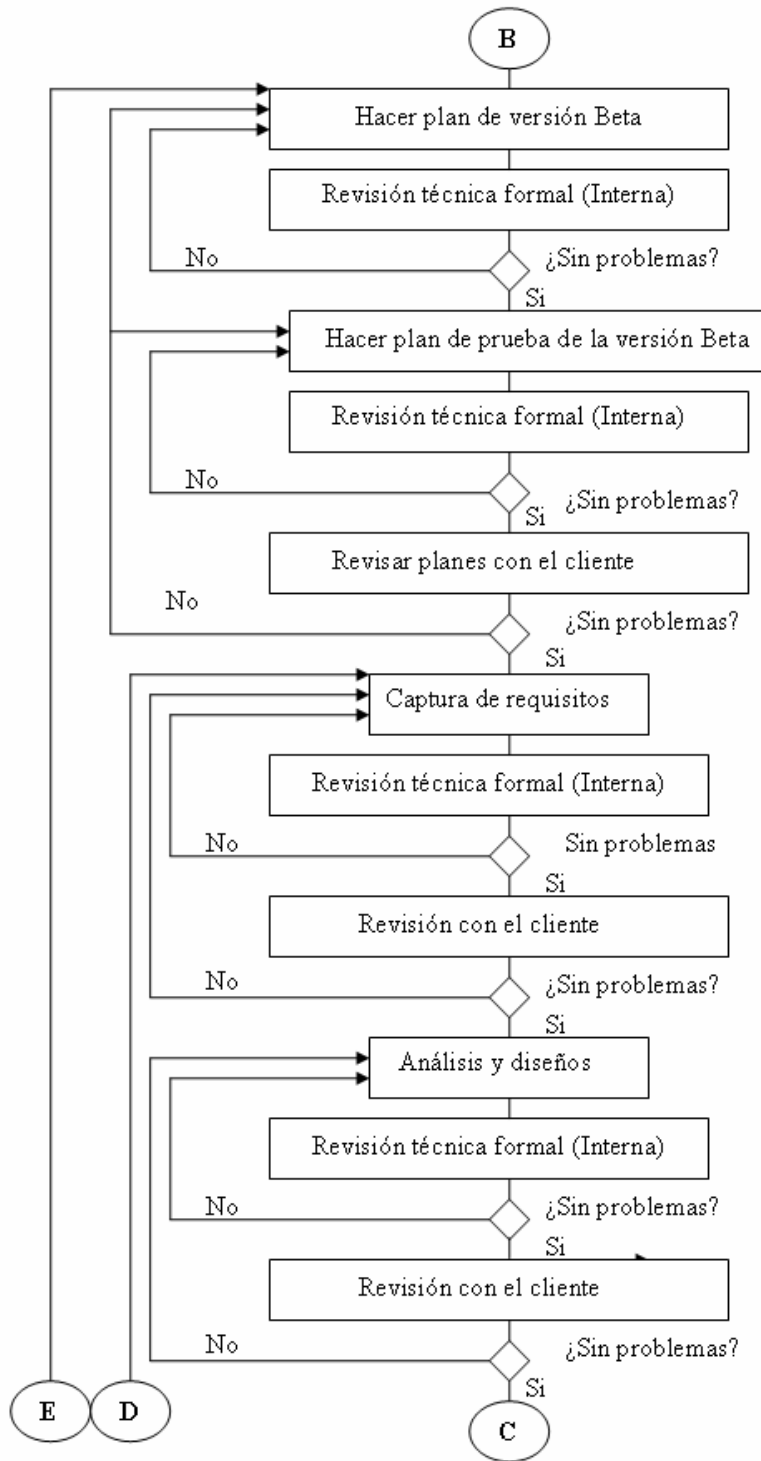 B
Hacer plan de versión Beta
Revisión técnica formal (Interna)
No
¿Sin problemas?
Si
Hacer plan de prueba de la versión Beta
Revisión técnica formal (Interna)
No
¿Sin problemas?
Si
Revisar planes con el cliente
No
¿Sin problemas?
Si
Captura de requisitos
Revisión técnica formal (Interna)
No
Sin problemas
Si
Revisión con el cliente
No
¿Sin problemas?
Si
Análisis y diseños
Revisión técnica formal (Interna)
No
¿Sin problemas?
Si
Revisión con el cliente
No
¿Sin problemas?
Si
E
D
C